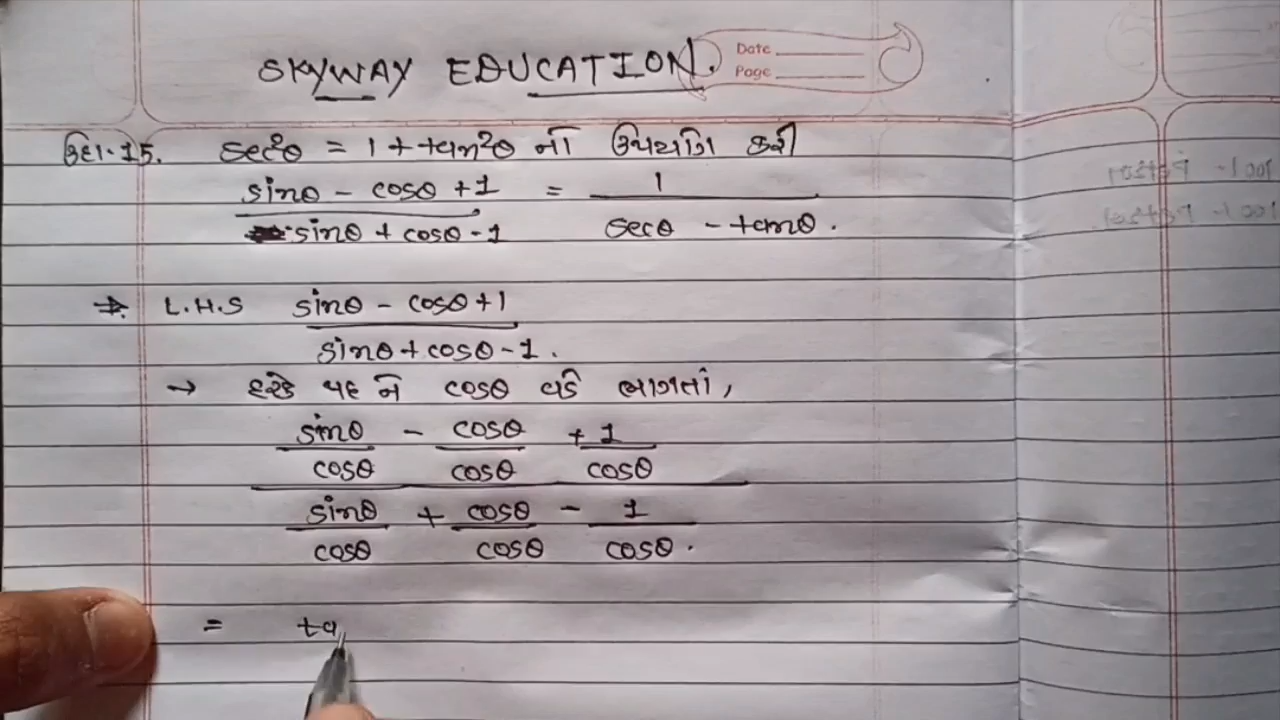 SKYWAY EDUCATION.
Date
Page
ઉદા-15. sec²θ = 1 + tan²θ નો ઉપયોગ કરી
sinθ - cosθ + 1 / sinθ + cosθ - 1 = 1 / secθ - tanθ.
⇒ L.H.S sinθ - cosθ + 1
sinθ + cosθ - 1.
→ દરેક પદ ને cosθ વડે ભાગતાં,
sinθ - cosθ + 1
cosθ cosθ cosθ
sinθ + cosθ - 1
cosθ cosθ cosθ.
= ta